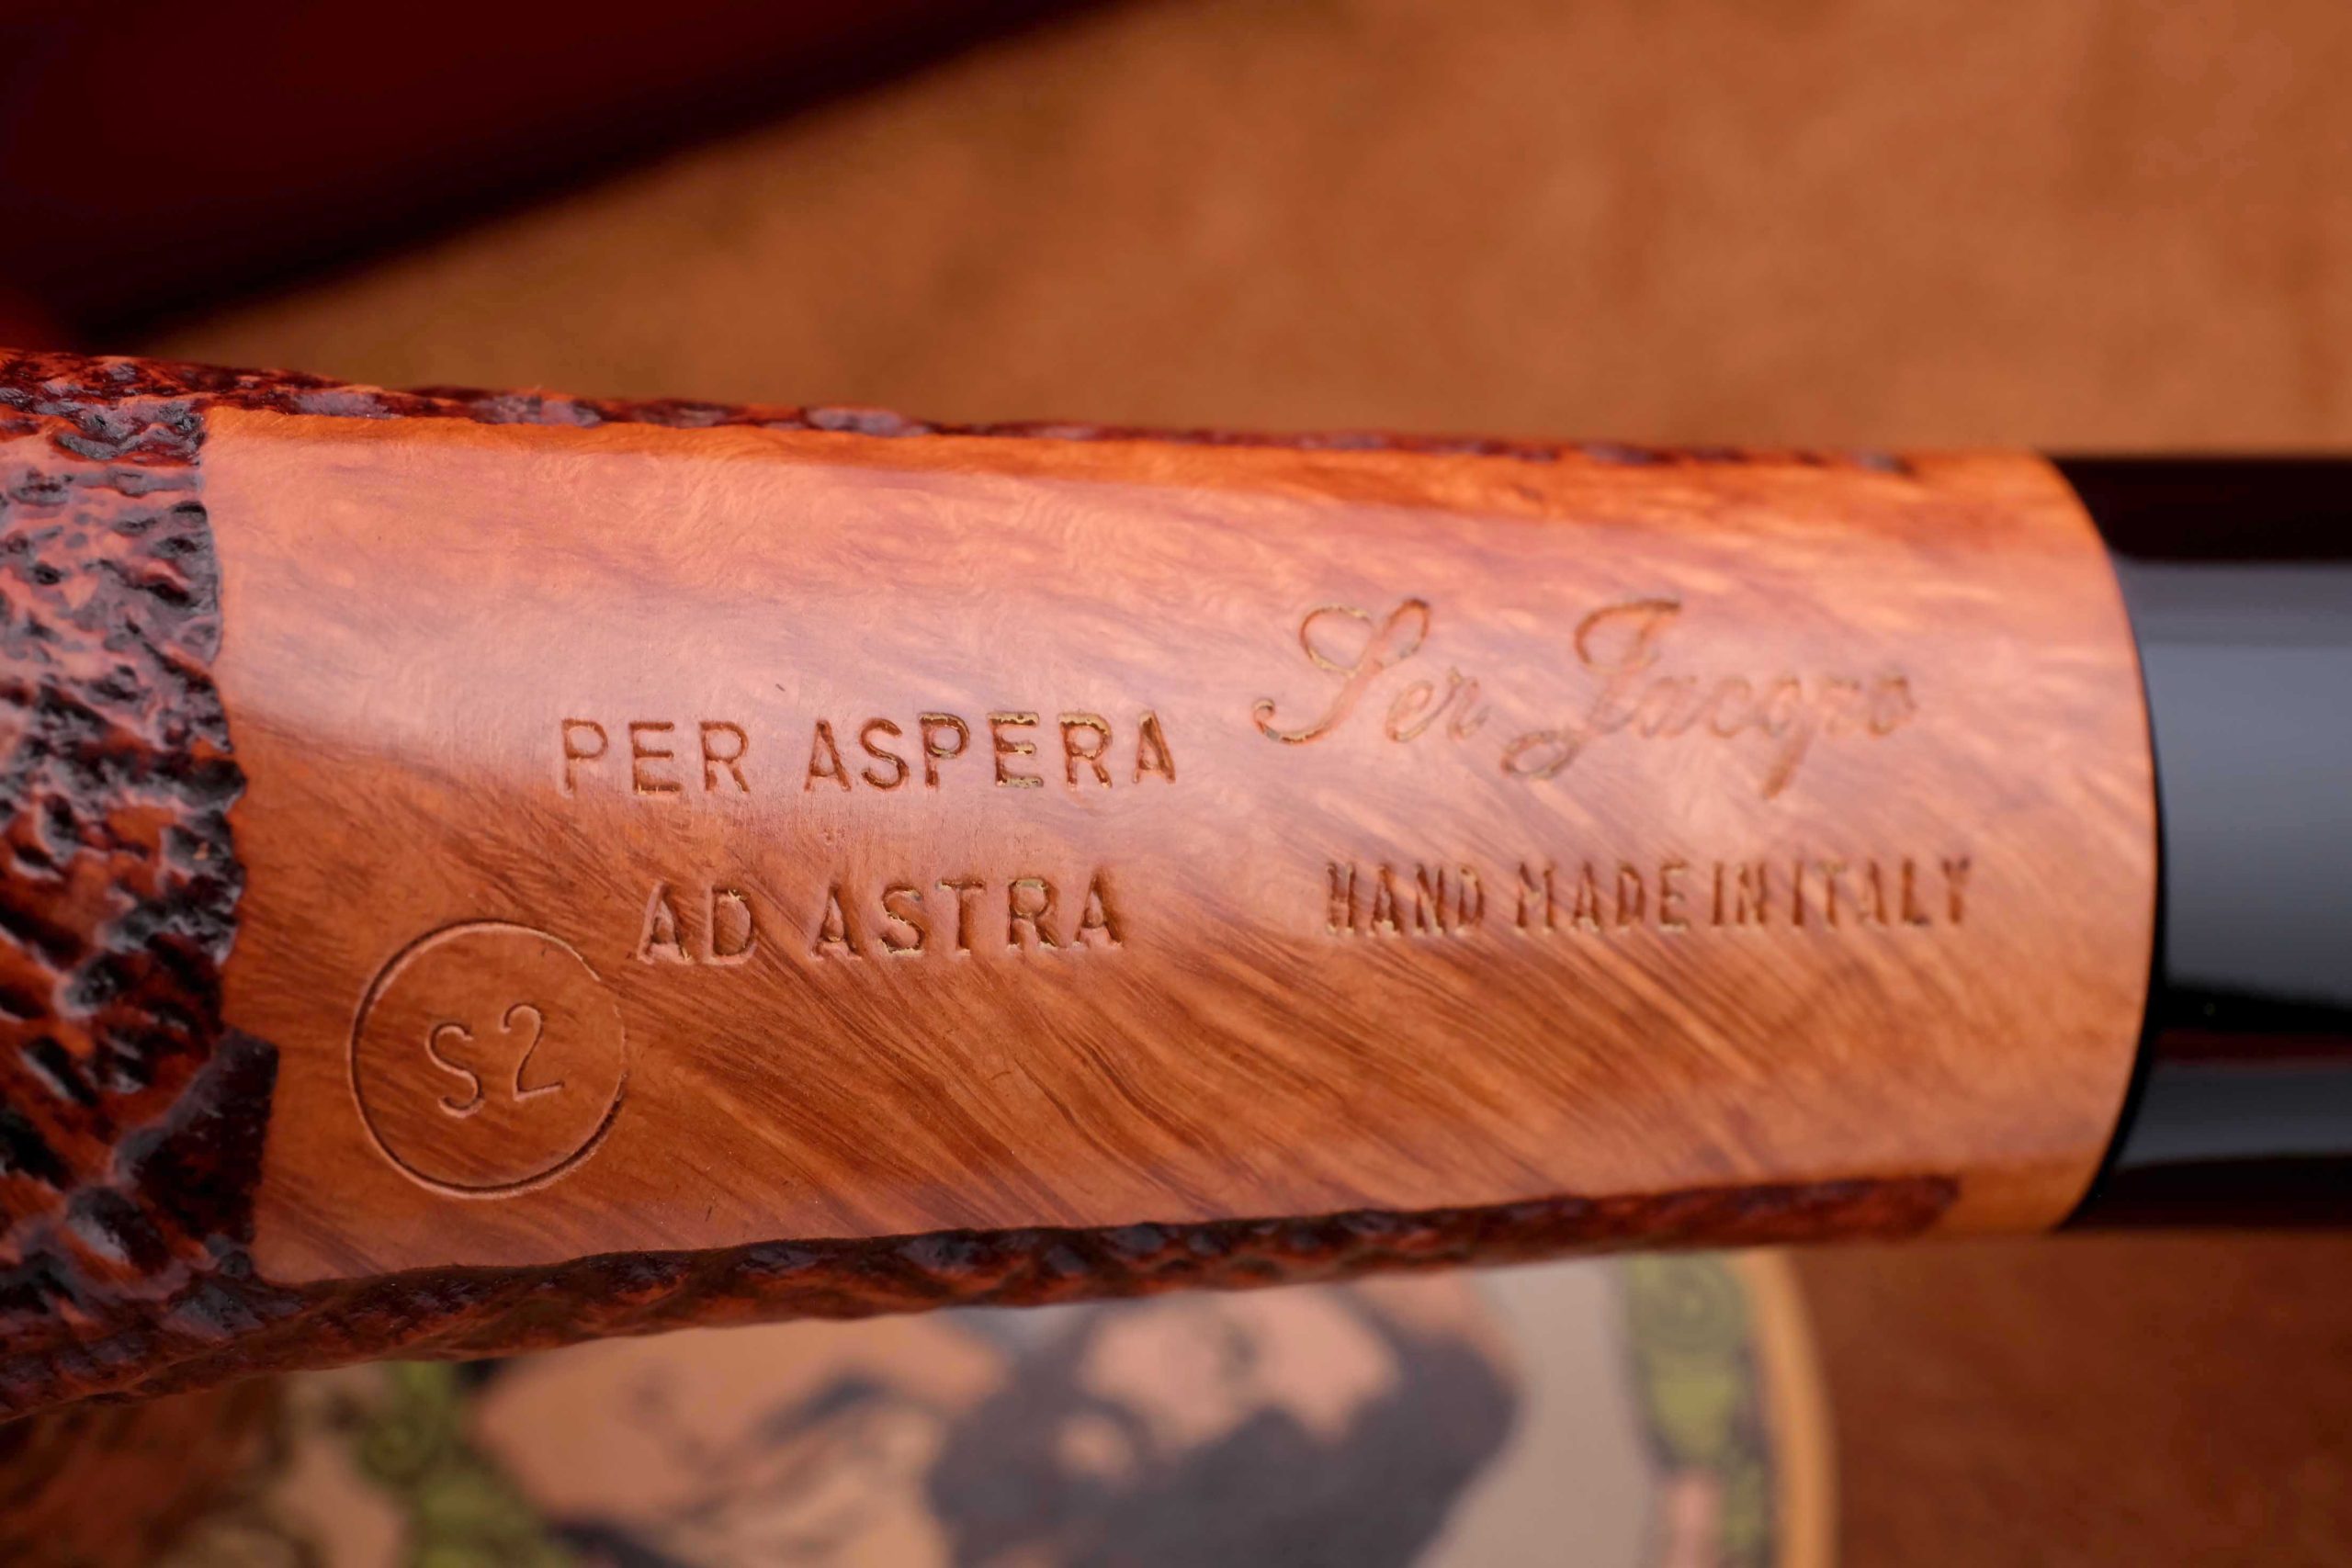 PER ASPERA
AD ASTRA
S2
Ser Jacopo
HAND MADE IN ITALY